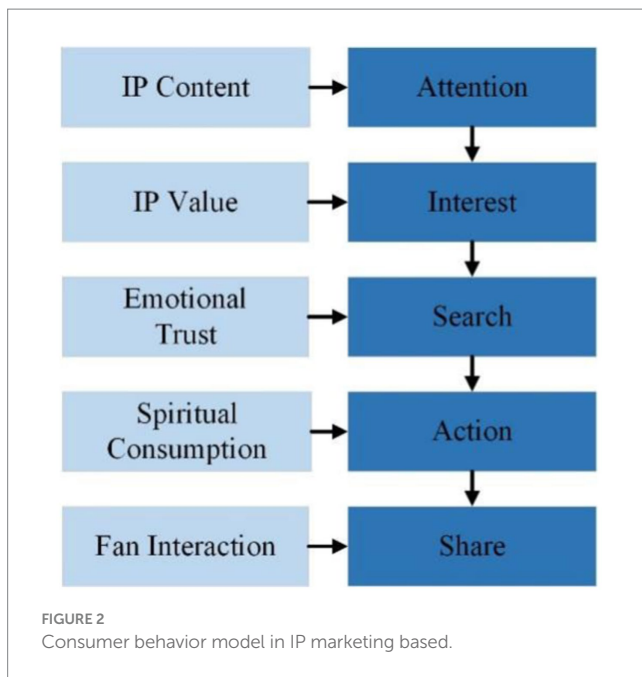 IP Content
Attention
IP Value
Interest
Emotional
Trust
Search
Spiritual
Consumption
Action
Fan Interaction
Share
FIGURE 2
Consumer behavior model in IP marketing based.